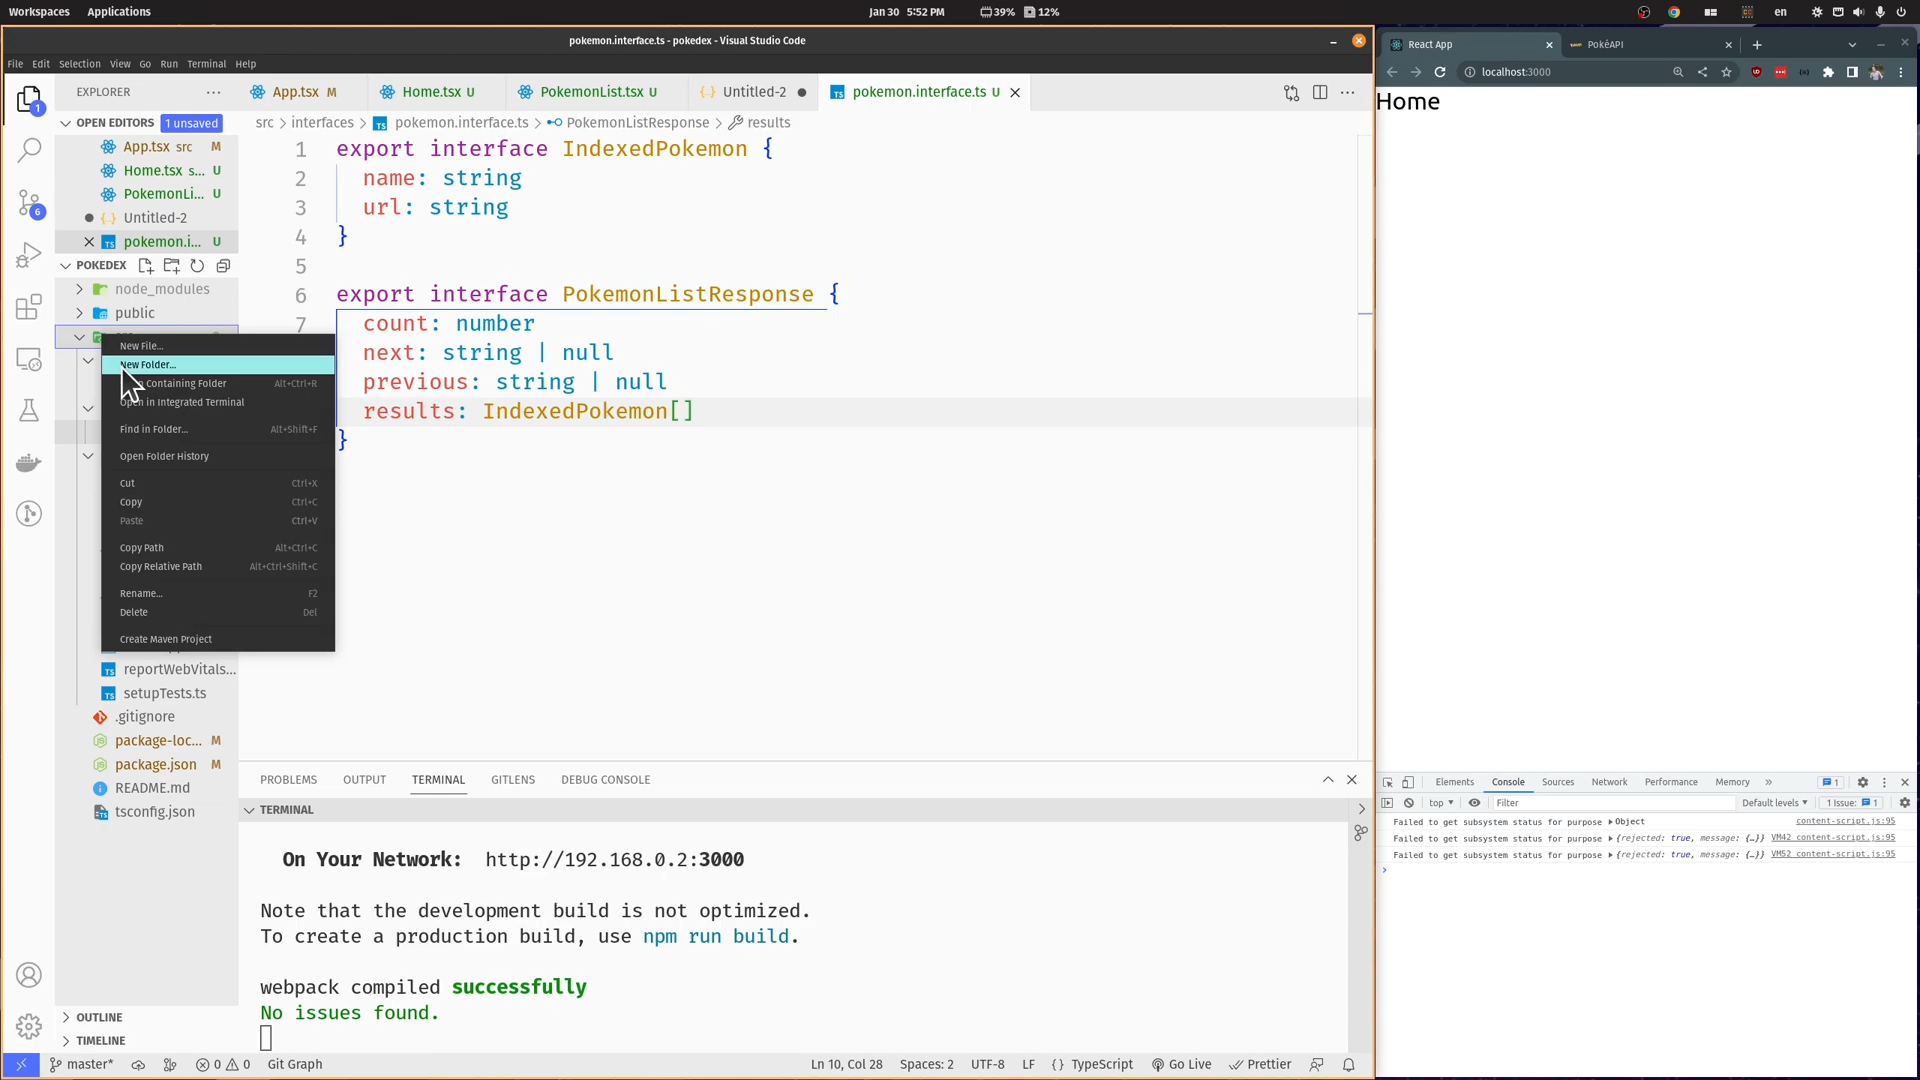 Workspaces Applications Jan 30 5:52 PM 39% 12% en
pokemon.interface.ts - pokedex - Visual Studio Code
File Edit Selection View Go Run Terminal Help
EXPLORER
OPEN EDITORS 1 unsaved
App.tsx src M
Home.tsx s... U
PokemonLi... U
Untitled-2
pokemon.i... U
POKEDEX
node_modules
public
New File...
New Folder...
Containing Folder Alt+Ctrl+R
Open in Integrated Terminal
Find in Folder... Alt+Shift+F
Open Folder History
Cut Ctrl+X
Copy Ctrl+C
Paste Ctrl+V
Copy Path Alt+Ctrl+C
Copy Relative Path Alt+Ctrl+Shift+C
Rename... F2
Delete Del
Create Maven Project
reportWebVitals...
setupTests.ts
.gitignore
package-loc... M
package.json M
README.md
tsconfig.json
OUTLINE
TIMELINE
App.tsx M Home.tsx U PokemonList.tsx U Untitled-2 pokemon.interface.ts U
src > interfaces > pokemon.interface.ts > PokemonListResponse > results
1 export interface IndexedPokemon {
2 name: string
3 url: string
4 }
5
6 export interface PokemonListResponse {
7 count: number
next: string | null
previous: string | null
results: IndexedPokemon[]
}
PROBLEMS OUTPUT TERMINAL GITLENS DEBUG CONSOLE
TERMINAL
On Your Network: http://192.168.0.2:3000
Note that the development build is not optimized.
To create a production build, use npm run build.
webpack compiled successfully
No issues found.
1
6
master* 0 0 Git Graph Ln 10, Col 28 Spaces: 2 UTF-8 LF {} TypeScript Go Live Prettier
React App PokéAPI
localhost:3000
Home
Elements Console Sources Network Performance Memory » 1
top Filter Default levels 1 Issue: 1
Failed to get subsystem status for purpose Object content-script.js:95
Failed to get subsystem status for purpose {rejected: true, message: {…}} VM42 content-script.js:95
Failed to get subsystem status for purpose {rejected: true, message: {…}} VM52 content-script.js:95